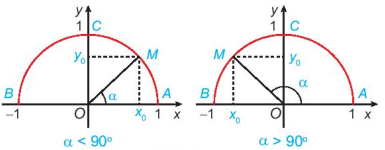 y
1
C
y₀
M
B
α
A
−1
O
x₀
1
x
α < 90°
y
1
C
M
y₀
B
α
A
−1
x₀
O
1
x
α > 90°